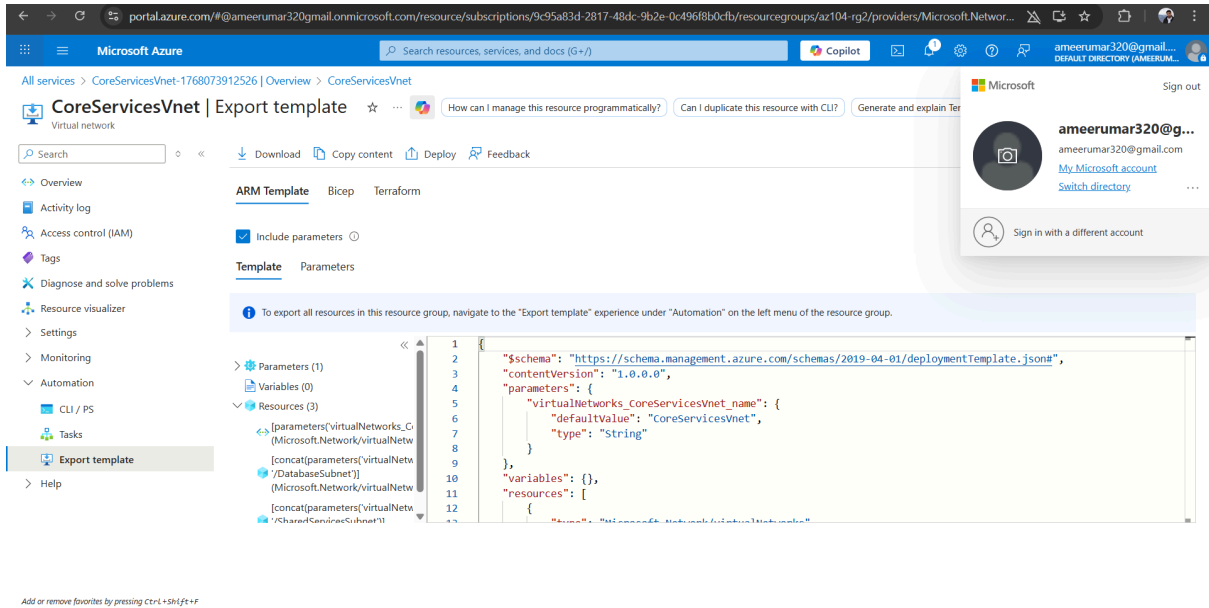 portal.azure.com/#@ameerumar320gmail.onmicrosoft.com/resource/subscriptions/9c95a83d-2817-48dc-9b2e-0c496f8b0cfb/resourcegroups/az104-rg2/providers/Microsoft.Networ...
Microsoft Azure
Search resources, services, and docs (G+/)
Copilot
1
ameerumar320@gmail....
DEFAULT DIRECTORY (AMEERUM...
All services > CoreServicesVnet-1768073912526 | Overview > CoreServicesVnet
CoreServicesVnet | Export template
Virtual network
How can I manage this resource programmatically?
Can I duplicate this resource with CLI?
Generate and explain Ter
Microsoft
Sign out
ameerumar320@g...
ameerumar320@gmail.com
My Microsoft account
Switch directory
Sign in with a different account
Search
Overview
Activity log
Access control (IAM)
Tags
Diagnose and solve problems
Resource visualizer
Settings
Monitoring
Automation
CLI / PS
Tasks
Export template
Help
Download Copy content Deploy Feedback
ARM Template Bicep Terraform
Include parameters
Template Parameters
To export all resources in this resource group, navigate to the "Export template" experience under "Automation" on the left menu of the resource group.
Parameters (1)
Variables (0)
Resources (3)
[parameters('virtualNetworks_C
(Microsoft.Network/virtualNetw
[concat(parameters('virtualNetw
'/DatabaseSubnet')]
(Microsoft.Network/virtualNetw
[concat(parameters('virtualNetw
'/SharedServicesSubnet')]
1 {
2 "$schema": "https://schema.management.azure.com/schemas/2019-04-01/deploymentTemplate.json#",
3 "contentVersion": "1.0.0.0",
4 "parameters": {
5 "virtualNetworks_CoreServicesVnet_name": {
6 "defaultValue": "CoreServicesVnet",
7 "type": "String"
8 }
9 },
10 "variables": {},
11 "resources": [
12 {
13 "type": "Microsoft.Network/virtualNetworks"
Add or remove favorites by pressing Ctrl+Shift+F